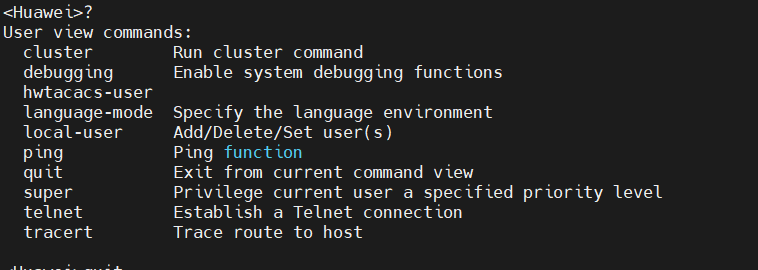 <Huawei>?
User view commands:
  cluster         Run cluster command
  debugging       Enable system debugging functions
  hwtacacs-user
  language-mode   Specify the language environment
  local-user      Add/Delete/Set user(s)
  ping            Ping function
  quit            Exit from current command view
  super           Privilege current user a specified priority level
  telnet          Establish a Telnet connection
  tracert         Trace route to host
<Huawei>quit